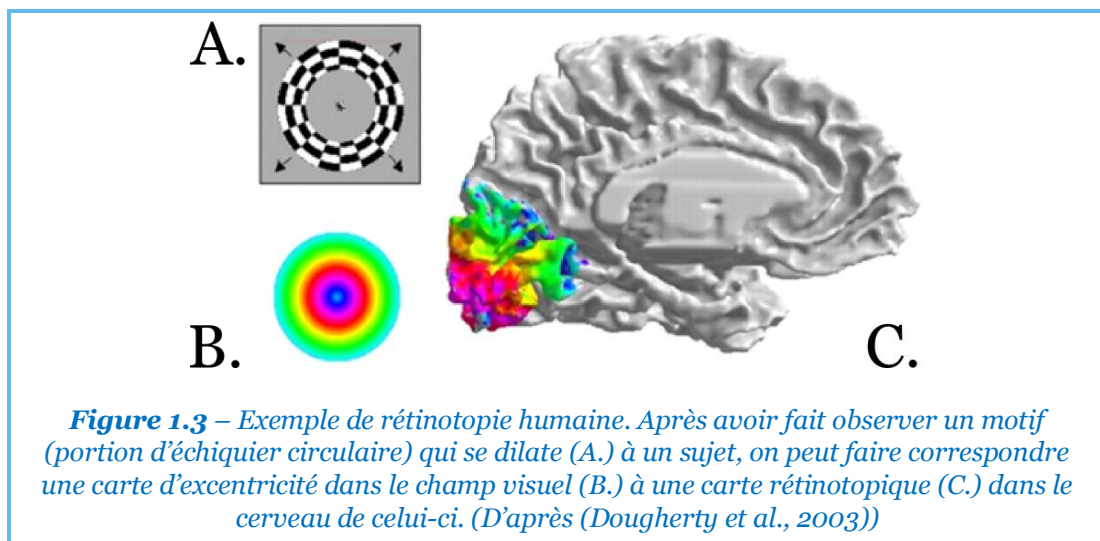 A.
B.
C.
Figure 1.3 – Exemple de rétinotopie humaine. Après avoir fait observer un motif
(portion d'échiquier circulaire) qui se dilate (A.) à un sujet, on peut faire correspondre
une carte d'excentricité dans le champ visuel (B.) à une carte rétinotopique (C.) dans le
cerveau de celui-ci. (D'après (Dougherty et al., 2003))